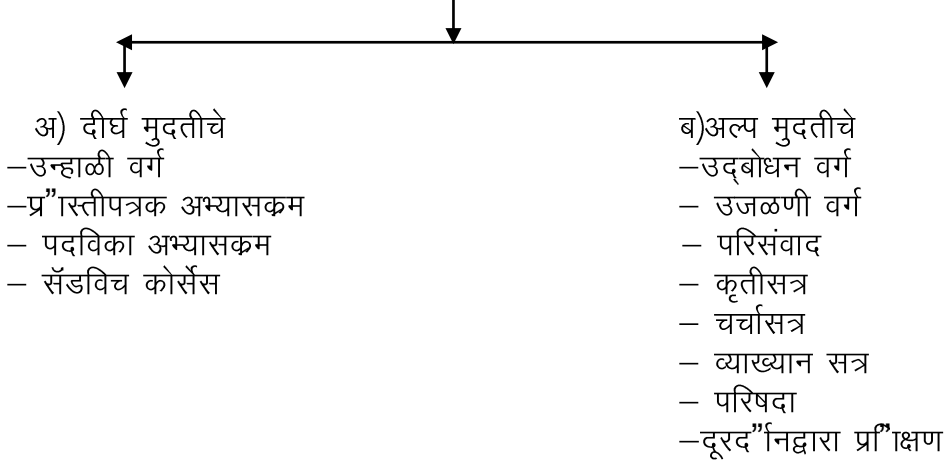 अ) दीर्घ मुदतीचे
–उन्हाळी वर्ग
–प्र”ास्तीपत्रक अभ्यासक्रम
– पदविका अभ्यासक्रम
– सॅडविच कोर्सेस
ब)अल्प मुदतीचे
–उद्‌बोधन वर्ग
– उजळणी वर्ग
– परिसंवाद
– कृतीसत्र
– चर्चासत्र
– व्याख्यान सत्र
– परिषदा
–दूरद”र्ानद्वारा प्रि”ाक्षण